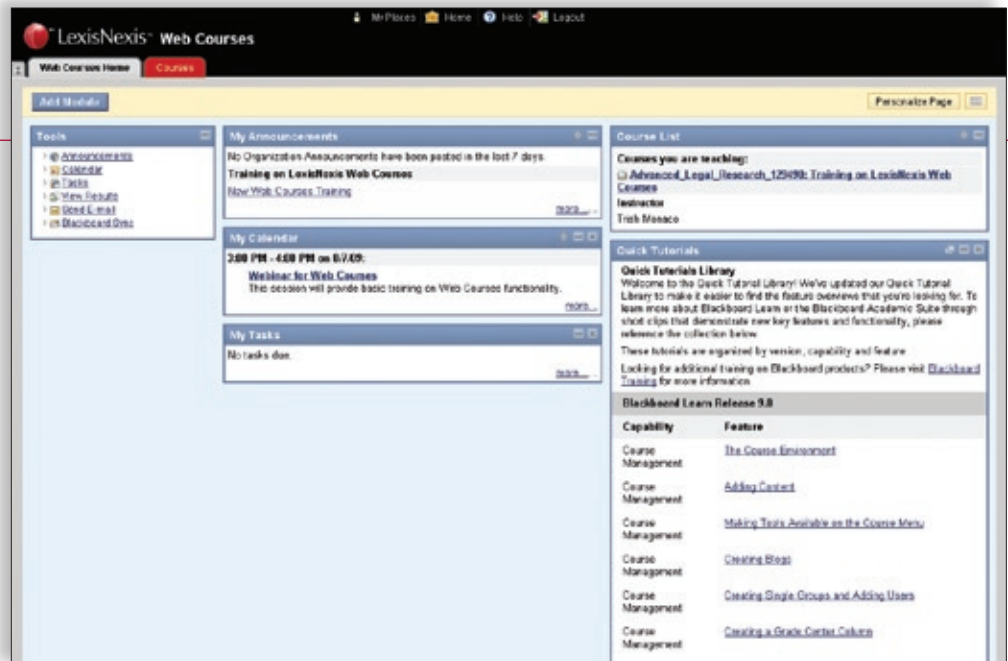 My Places Home Help Logout
LexisNexis™ Web Courses
Web Courses Home Courses
Add Module
Personalize Page
Tools
Announcements
Calendar
Tasks
View Results
Send E-mail
Blackboard Sync
My Announcements
No Organization Announcements have been posted in the last 7 days.
Training on LexisNexis Web Courses
New Web Courses Training
more...
My Calendar
3:00 PM - 4:00 PM on
Webinar for Web Courses
This session will provide basic training on Web Courses functionality.
more...
My Tasks
No tasks due.
more...
Course List
Courses you are teaching:
Advanced_Legal_Research_129490: Training on LexisNexis Web
Courses
Instructor
Trish Monaco
Quick Tutorials
Quick Tutorials Library
Welcome to the Quick Tutorial Library! We've updated our Quick Tutorial
Library to make it easier to find the feature overviews that you're looking for. To
learn more about Blackboard Learn or the Blackboard Academic Suite through
short clips that demonstrate new key features and functionality, please
reference the collection below.
These tutorials are organized by version, capability and feature
Looking for additional training on Blackboard products? Please visit Blackboard
Training for more information.
Blackboard Learn Release 9.0
Capability Feature
Course
Management
The Course Environment
Course
Management
Adding Content
Course
Management
Making Tools Available on the Course Menu
Course
Management
Creating Blogs
Course
Management
Creating Single Groups and Adding Users
Course
Management
Creating a Grade Center Column